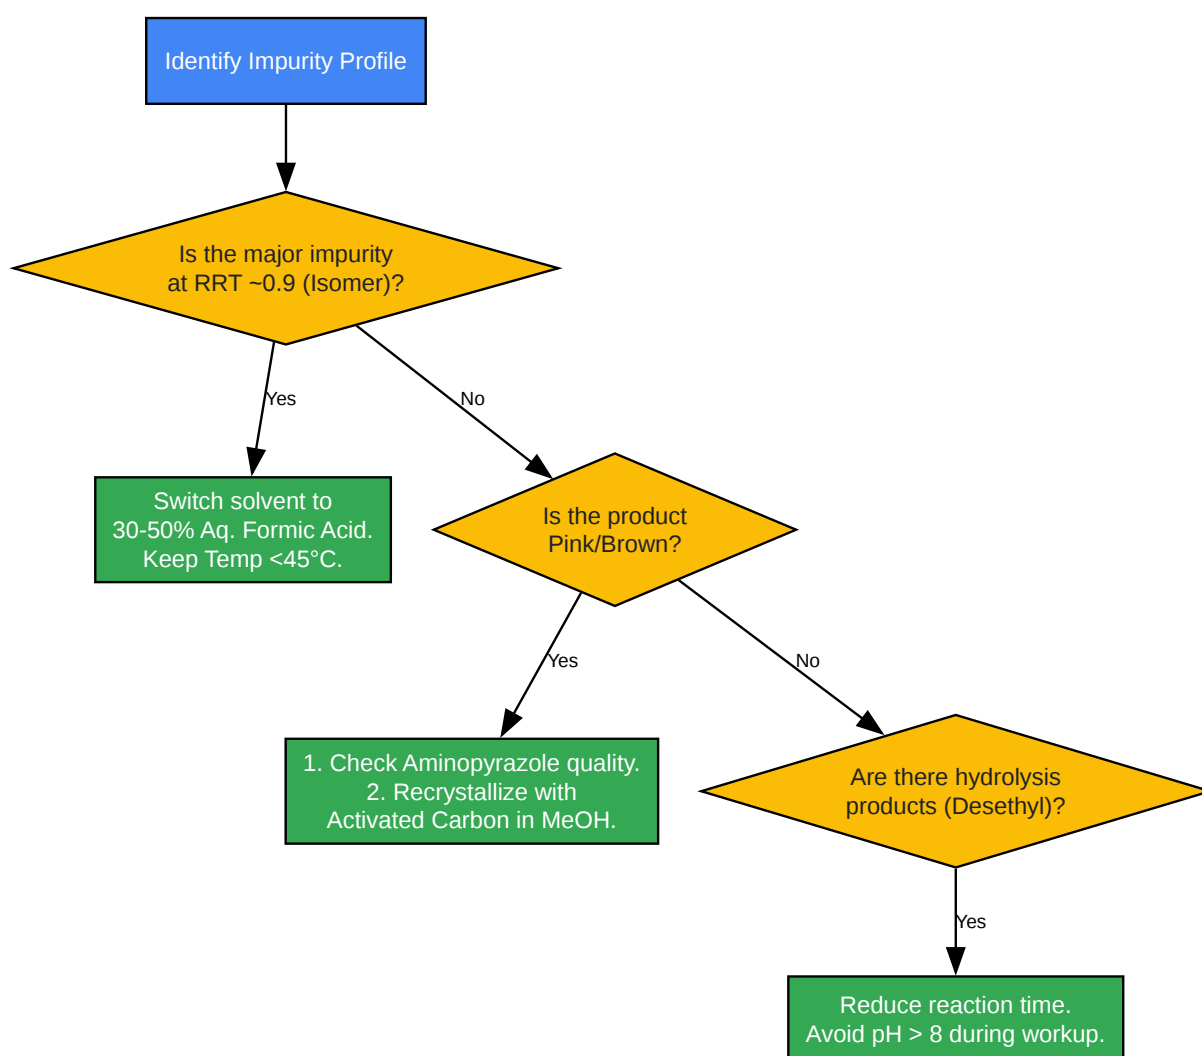 Identify Impurity Profile
Is the major impurity
at RRT ~0.9 (Isomer)?
Yes
No
Switch solvent to
30-50% Aq. Formic Acid.
Keep Temp <45°C.
Is the product
Pink/Brown?
Yes
No
1. Check Aminopyrazole quality.
2. Recrystallize with
Activated Carbon in MeOH.
Are there hydrolysis
products (Desethyl)?
Yes
Reduce reaction time.
Avoid pH > 8 during workup.